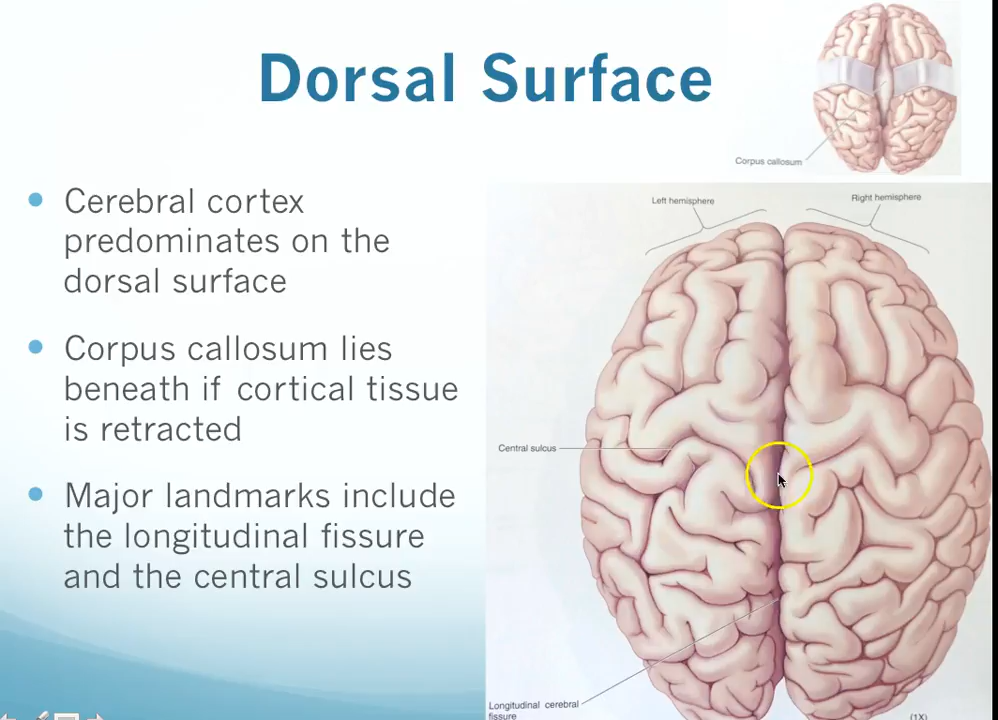 Dorsal Surface
Corpus callosum
Cerebral cortex
predominates on the
dorsal surface
Corpus callosum lies
beneath if cortical tissue
is retracted
Major landmarks include
the longitudinal fissure
and the central sulcus
Left hemisphere
Right hemisphere
Central sulcus
Longitudinal cerebral
fissure
(1X)